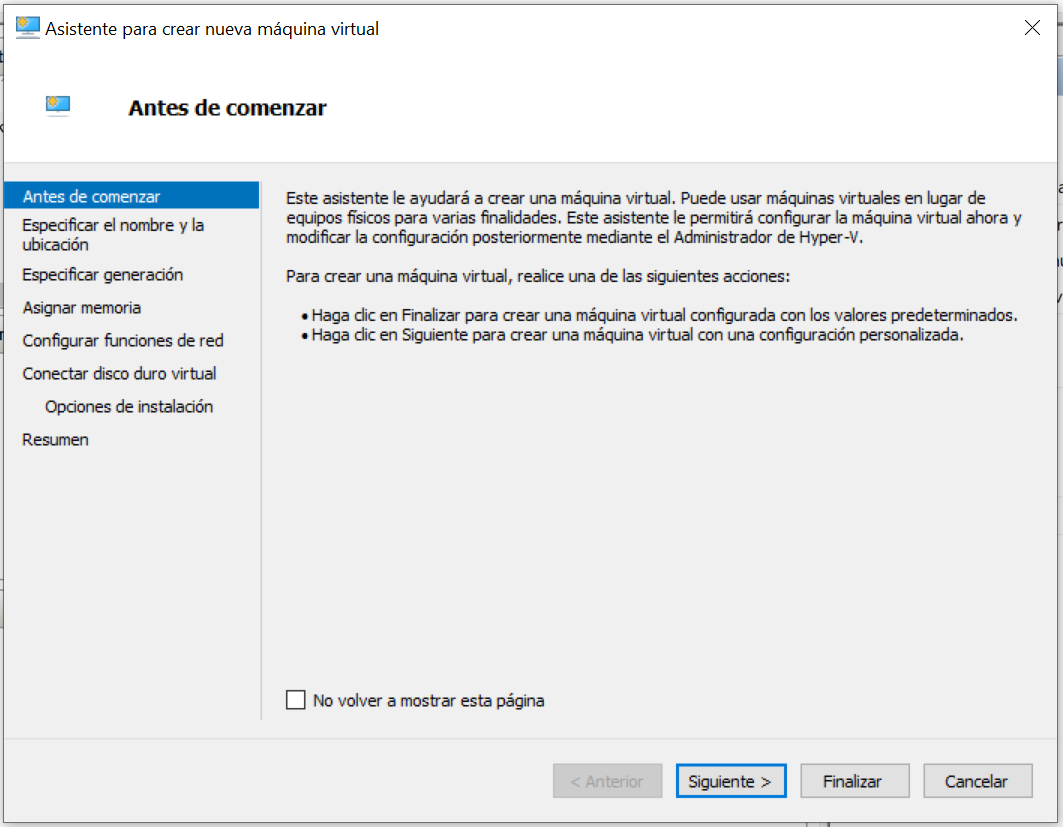 Asistente para crear nueva máquina virtual
Antes de comenzar
Antes de comenzar
Especificar el nombre y la
ubicación
Especificar generación
Asignar memoria
Configurar funciones de red
Conectar disco duro virtual
Opciones de instalación
Resumen
Este asistente le ayudará a crear una máquina virtual. Puede usar máquinas virtuales en lugar de
equipos físicos para varias finalidades. Este asistente le permitirá configurar la máquina virtual ahora y
modificar la configuración posteriormente mediante el Administrador de Hyper-V.
Para crear una máquina virtual, realice una de las siguientes acciones:
• Haga clic en Finalizar para crear una máquina virtual configurada con los valores predeterminados.
• Haga clic en Siguiente para crear una máquina virtual con una configuración personalizada.
No volver a mostrar esta página
< Anterior
Siguiente >
Finalizar
Cancelar